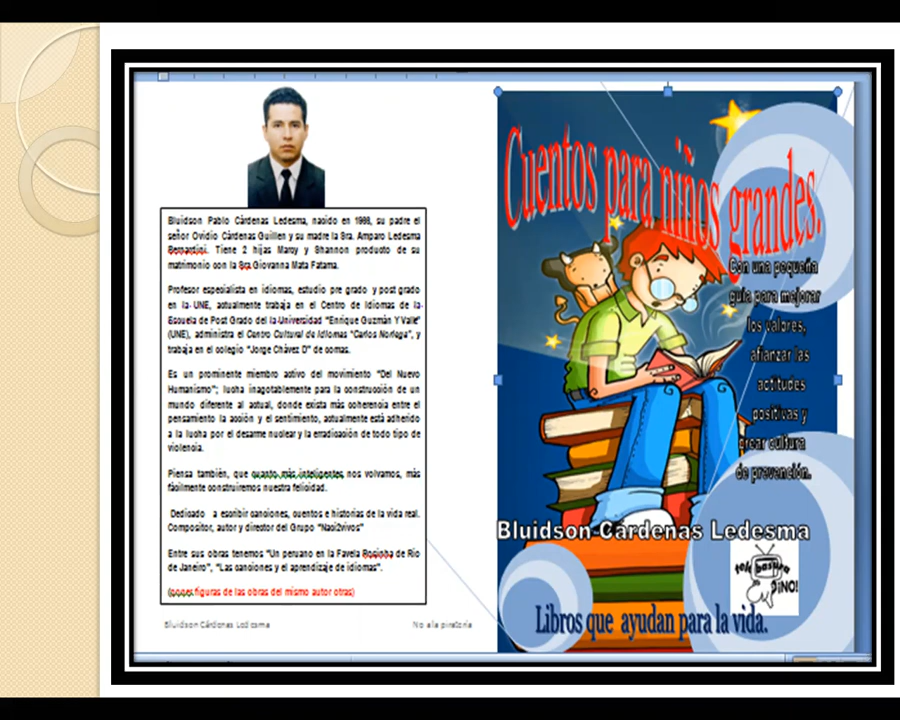 Bluidson Pablo Cárdenas Ledesma, nacido en 1968, su padre el
señor Ovidio Cárdenas Guillen y su madre la Sra. Amparo Ledesma
Bernardini. Tiene 2 hijas Maroy y Shannon producto de su
matrimonio con la Sra Giovanna Mata Patama.
Profesor especialista en idiomas, estudio pre grado y post grado
en la UNE, actualmente trabaja en el Centro de Idiomas de la
Escuela de Post Grado del la Universidad "Enrique Guzmán Y Valle"
(UNE), administra el Centro Cultural de Idiomas "Carlos Noriega", y
trabaja en el colegio "Jorge Chávez D" de comas.
Es un prominente miembro activo del movimiento "Del Nuevo
Humanismo"; lucha inagotablemente para la construcción de un
mundo diferente al actual, donde exista más coherencia entre el
pensamiento la acción y el sentimiento, actualmente está adherido
a la lucha por el desarme nuclear y la erradicación de todo tipo de
violencia.
Piensa también, que cuanto más inteligentes nos volvamos, más
fácilmente construiremos nuestra felicidad.
Dedicado a escribir canciones, cuentos e historias de la vida real.
Compositor, autor y director del Grupo "Nasi2vivos"
Entre sus obras tenemos "Un peruano en la Favela Rosinha de Rio
de Janeiro", "Las canciones y el aprendizaje de idiomas".
(poner figuras de las obras del mismo autor otras)
Bluidson Cárdenas Ledesma No a la piratería
Cuentos para niños grandes.
Con una pequeña
guía para mejorar
los valores,
afianzar las
actitudes
positivas y
crear cultura
de prevención.
Bluidson Cárdenas Ledesma
tele basura
¡NO!
Libros que ayudan para la vida.